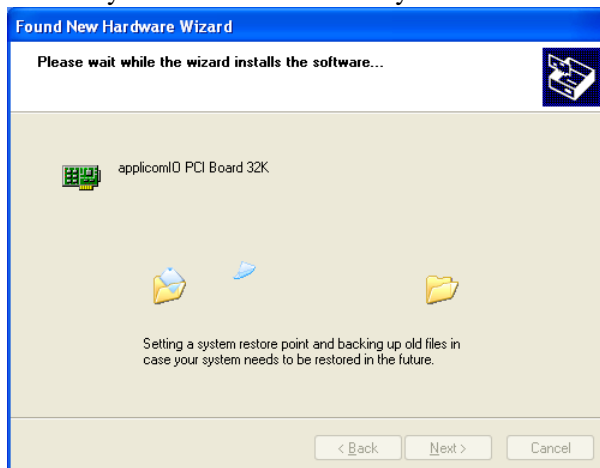 Found New Hardware Wizard
Please wait while the wizard installs the software...
applicomIO PCI Board 32K
Setting a system restore point and backing up old files in
case your system needs to be restored in the future.
< Back Next > Cancel